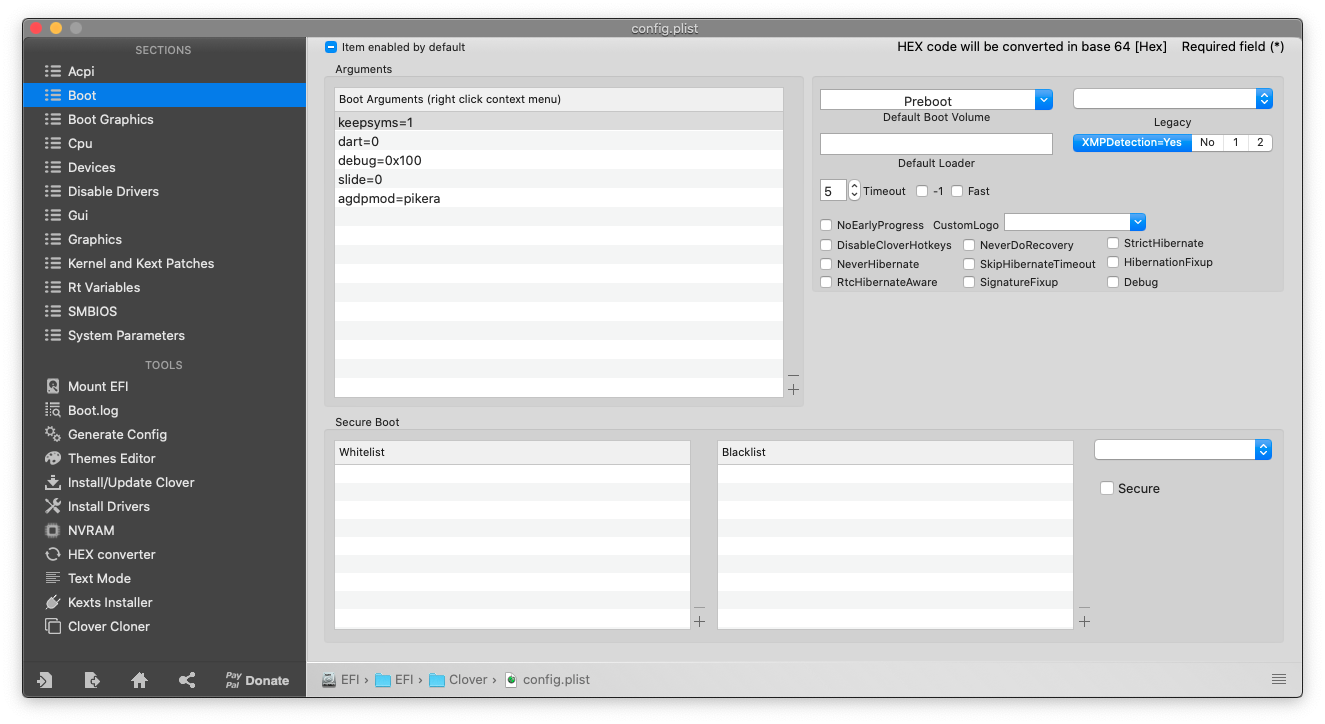 config.plist
SECTIONS
Acpi
Boot
Boot Graphics
Cpu
Devices
Disable Drivers
Gui
Graphics
Kernel and Kext Patches
Rt Variables
SMBIOS
System Parameters
TOOLS
Mount EFI
Boot.log
Generate Config
Themes Editor
Install/Update Clover
Install Drivers
NVRAM
HEX converter
Text Mode
Kexts Installer
Clover Cloner
Pay
Pal Donate
Item enabled by default
HEX code will be converted in base 64 [Hex] Required field (*)
Arguments
Boot Arguments (right click context menu)
keepsyms=1
dart=0
debug=0x100
slide=0
agdpmod=pikera
Preboot
Default Boot Volume
Legacy
XMPDetection=Yes No 1 2
Default Loader
5 Timeout -1 Fast
NoEarlyProgress CustomLogo
DisableCloverHotkeys NeverDoRecovery StrictHibernate
NeverHibernate SkipHibernateTimeout HibernationFixup
RtcHibernateAware SignatureFixup Debug
Secure Boot
Whitelist
Blacklist
Secure
EFI › EFI › Clover › config.plist